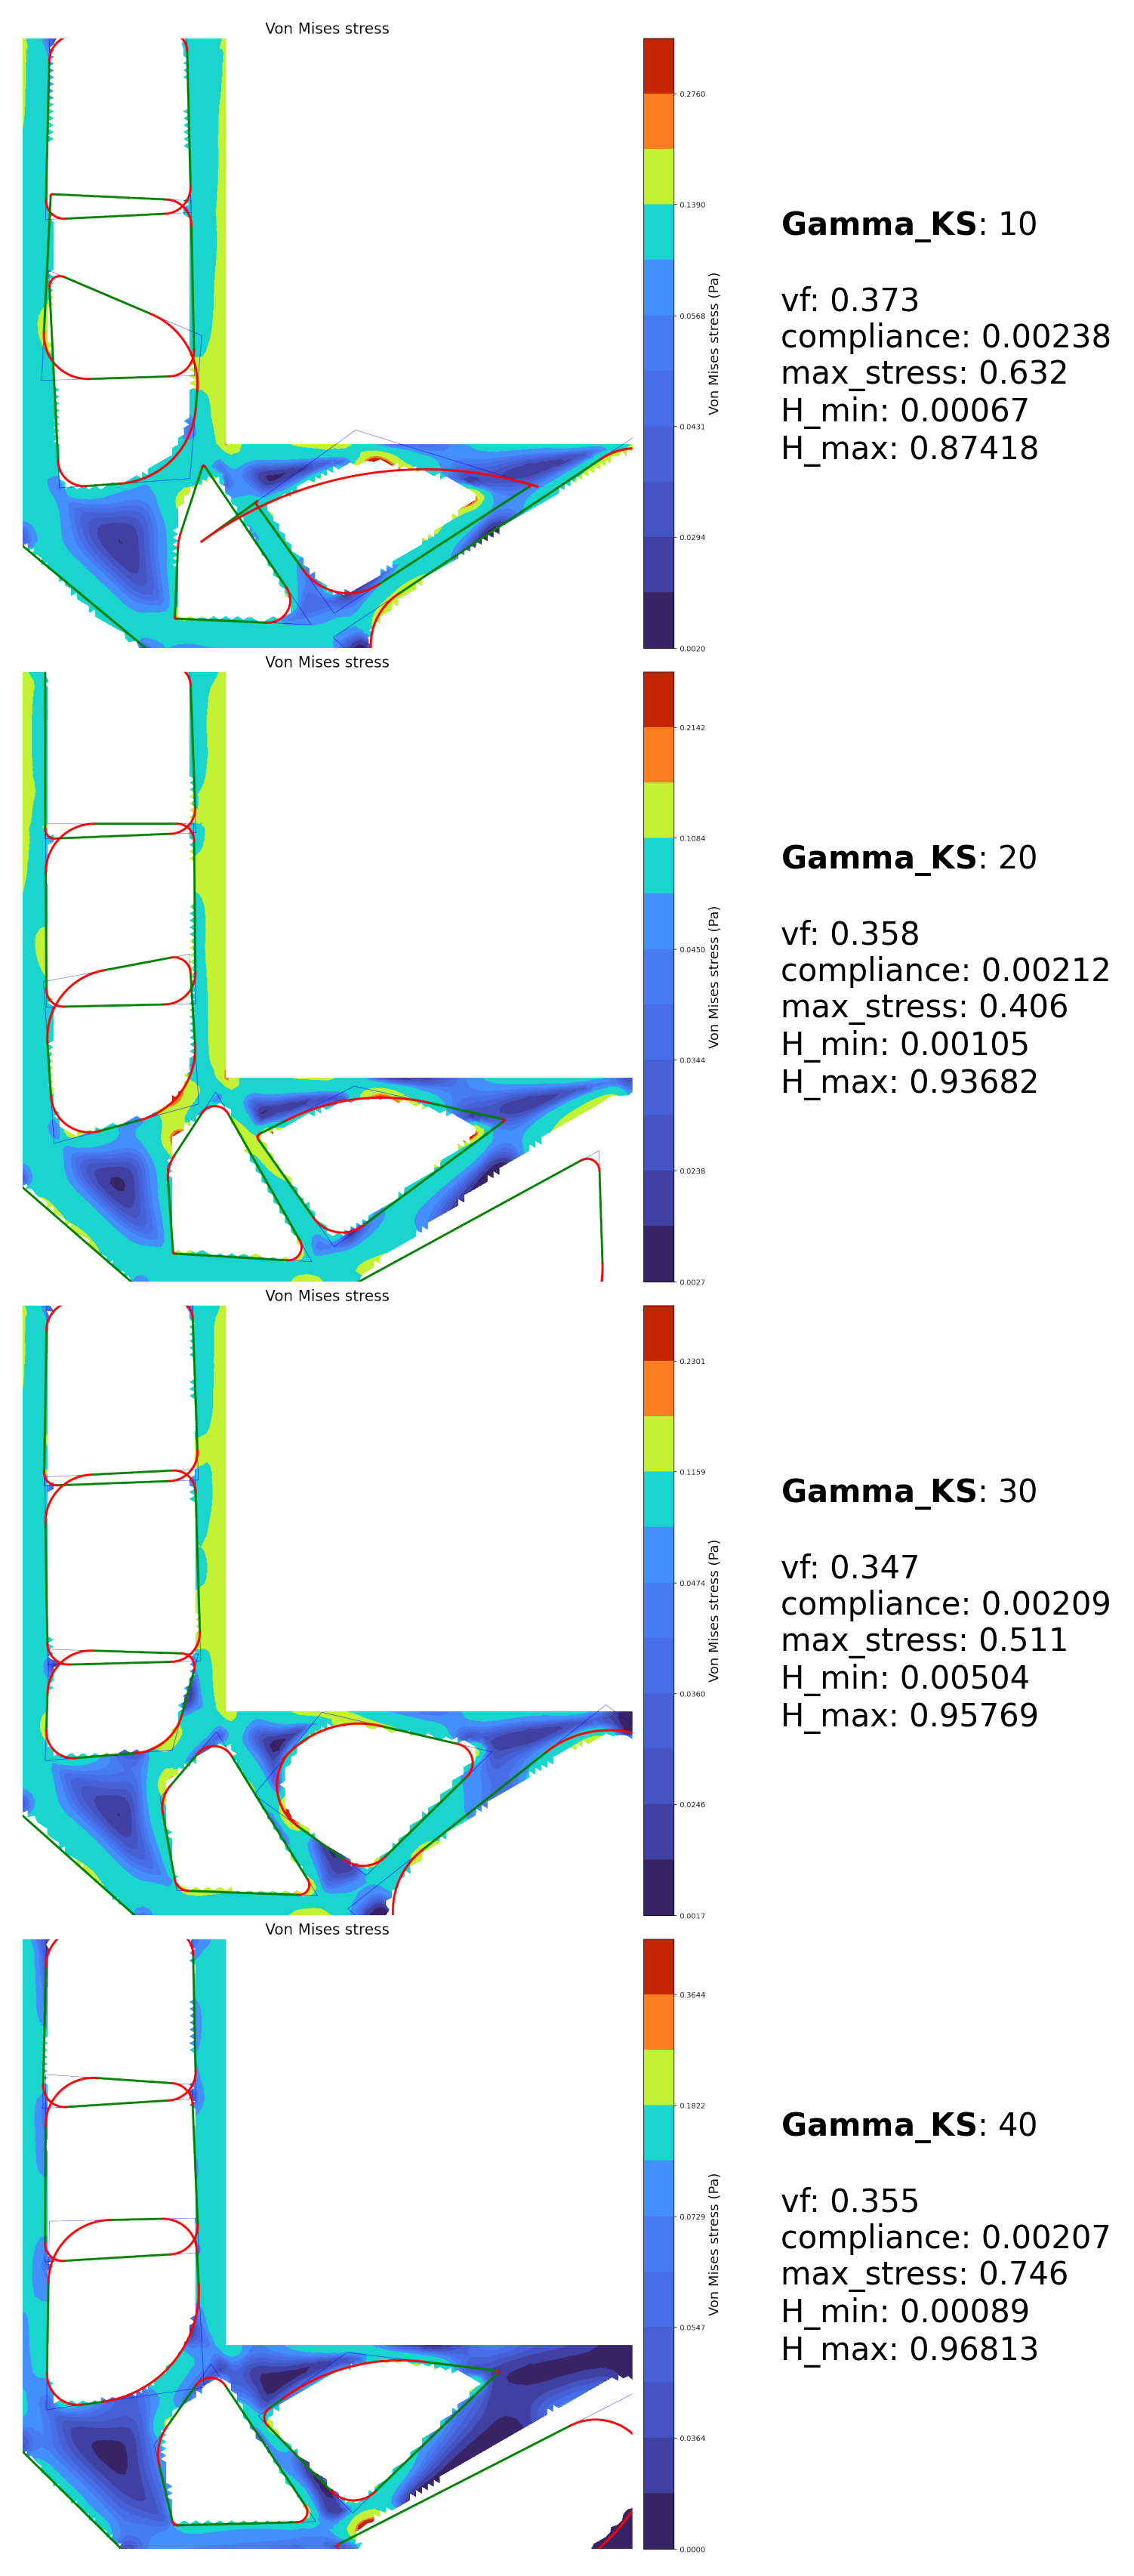 Von Mises stress
0.2760
0.1390
0.0568
0.0431
0.0294
0.0020
Von Mises stress (Pa)
Gamma_KS: 10
vf: 0.373
compliance: 0.00238
max_stress: 0.632
H_min: 0.00067
H_max: 0.87418
Von Mises stress
0.2142
0.1084
0.0450
0.0344
0.0238
0.0027
Von Mises stress (Pa)
Gamma_KS: 20
vf: 0.358
compliance: 0.00212
max_stress: 0.406
H_min: 0.00105
H_max: 0.93682
Von Mises stress
0.2301
0.1159
0.0474
0.0360
0.0246
0.0017
Von Mises stress (Pa)
Gamma_KS: 30
vf: 0.347
compliance: 0.00209
max_stress: 0.511
H_min: 0.00504
H_max: 0.95769
Von Mises stress
0.3644
0.1822
0.0729
0.0547
0.0364
0.0000
Von Mises stress (Pa)
Gamma_KS: 40
vf: 0.355
compliance: 0.00207
max_stress: 0.746
H_min: 0.00089
H_max: 0.96813